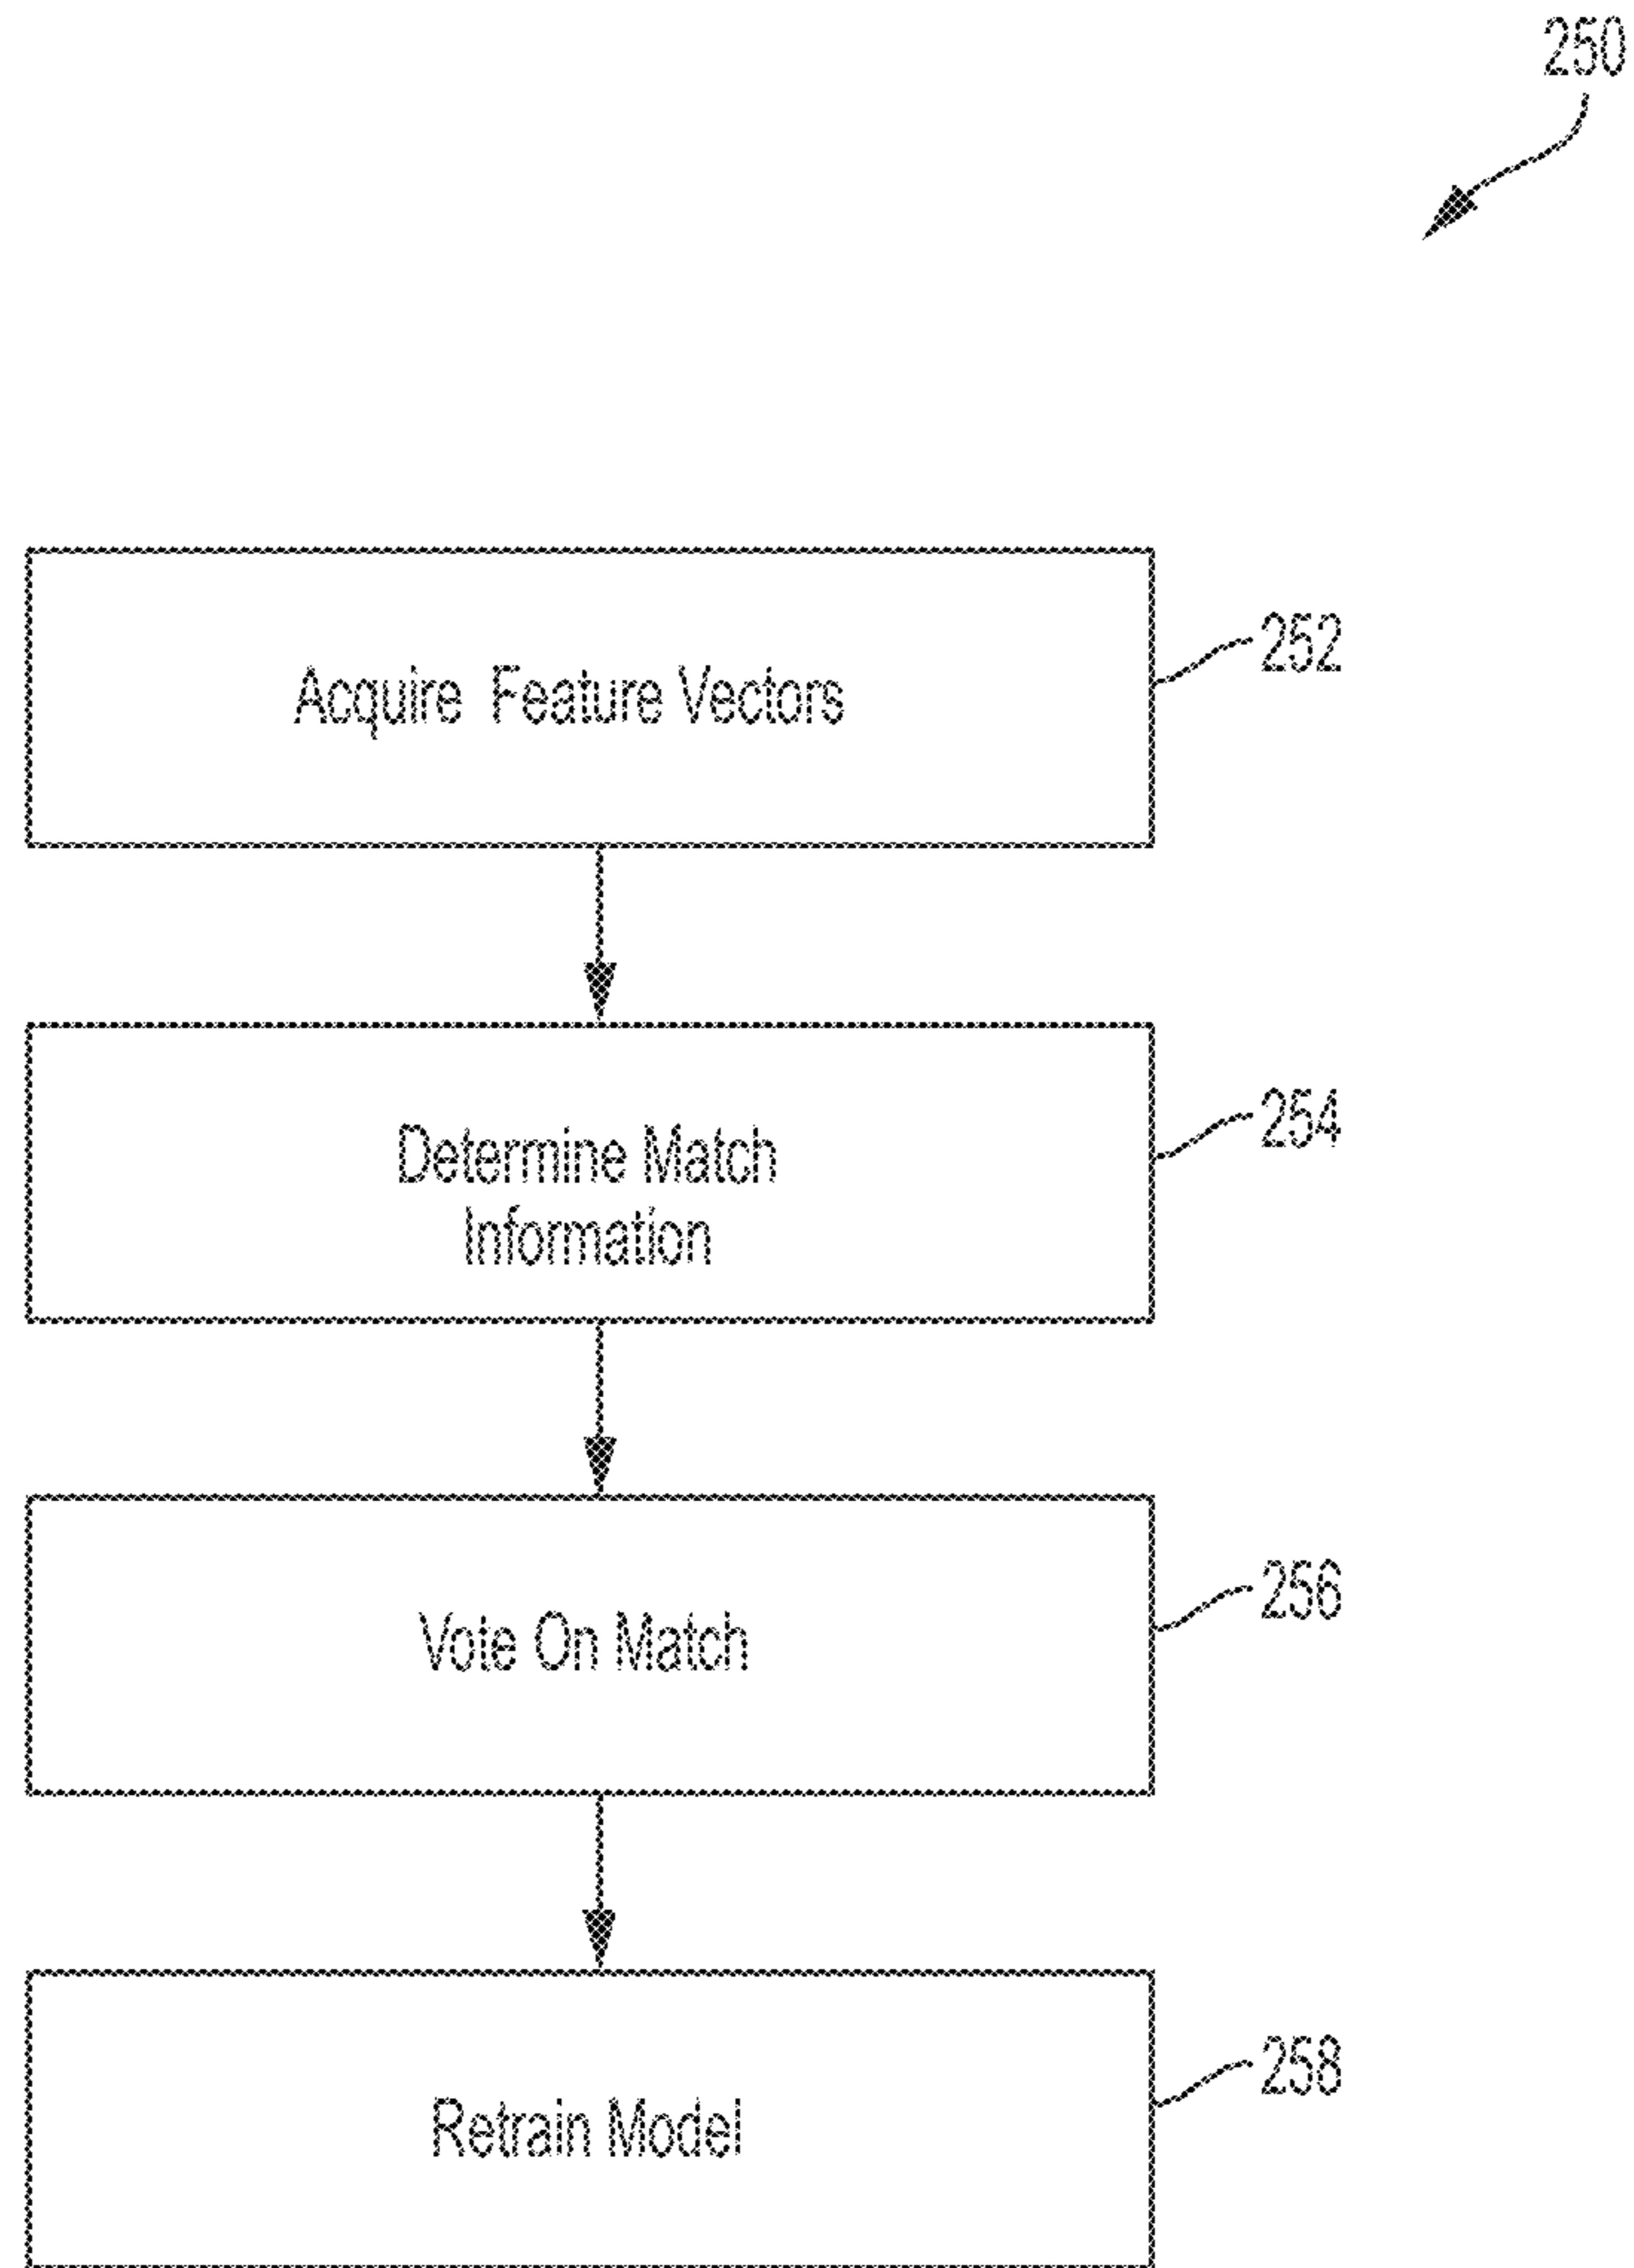 250
Acquire Feature Vectors
252
Determine Match
Information
254
Vote On Match
256
Retrain Model
258